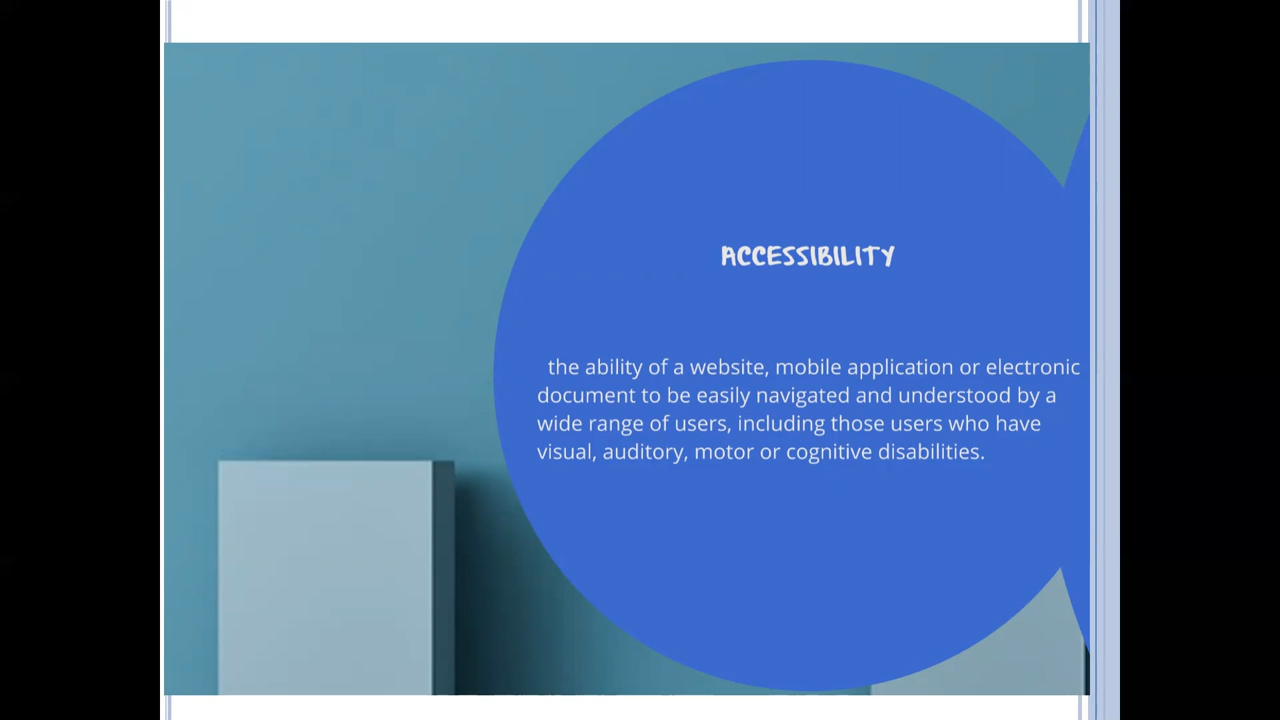 ACCESSIBILITY
the ability of a website, mobile application or electronic
document to be easily navigated and understood by a
wide range of users, including those users who have
visual, auditory, motor or cognitive disabilities.